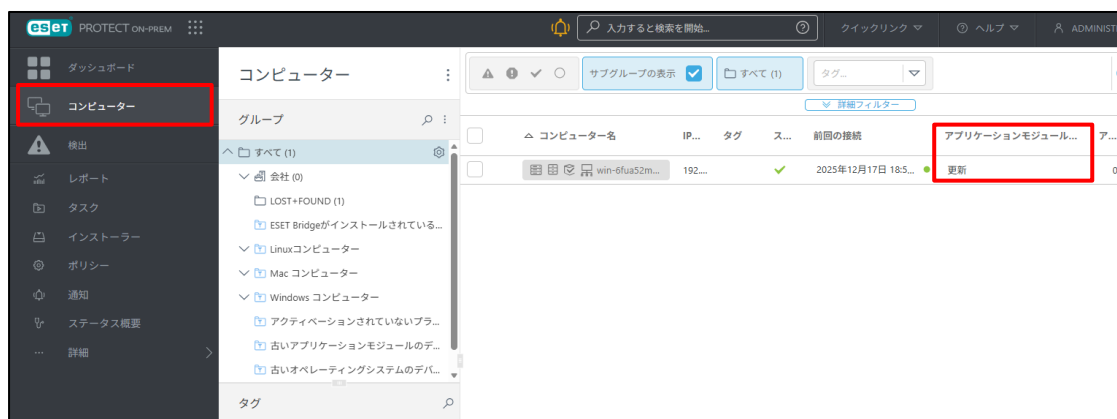 eset PROTECT ON-PREM
入力すると検索を開始...
クイックリンク
ヘルプ
ADMINIST
ダッシュボード
コンピューター
検出
レポート
タスク
インストーラー
ポリシー
通知
ステータス概要
詳細
コンピューター
グループ
すべて (1)
会社 (0)
LOST+FOUND (1)
ESET Bridgeがインストールされている...
Linuxコンピューター
Mac コンピューター
Windows コンピューター
アクティベーションされていないプラ...
古いアプリケーションモジュールのデ...
古いオペレーティングシステムのデバ...
タグ
サブグループの表示
すべて (1)
タグ...
詳細フィルター
コンピューター名 IP... タグ ス... 前回の接続 アプリケーションモジュール... ア...
win-6fua52m... 192.... 2025年12月17日 18:5... 更新 0